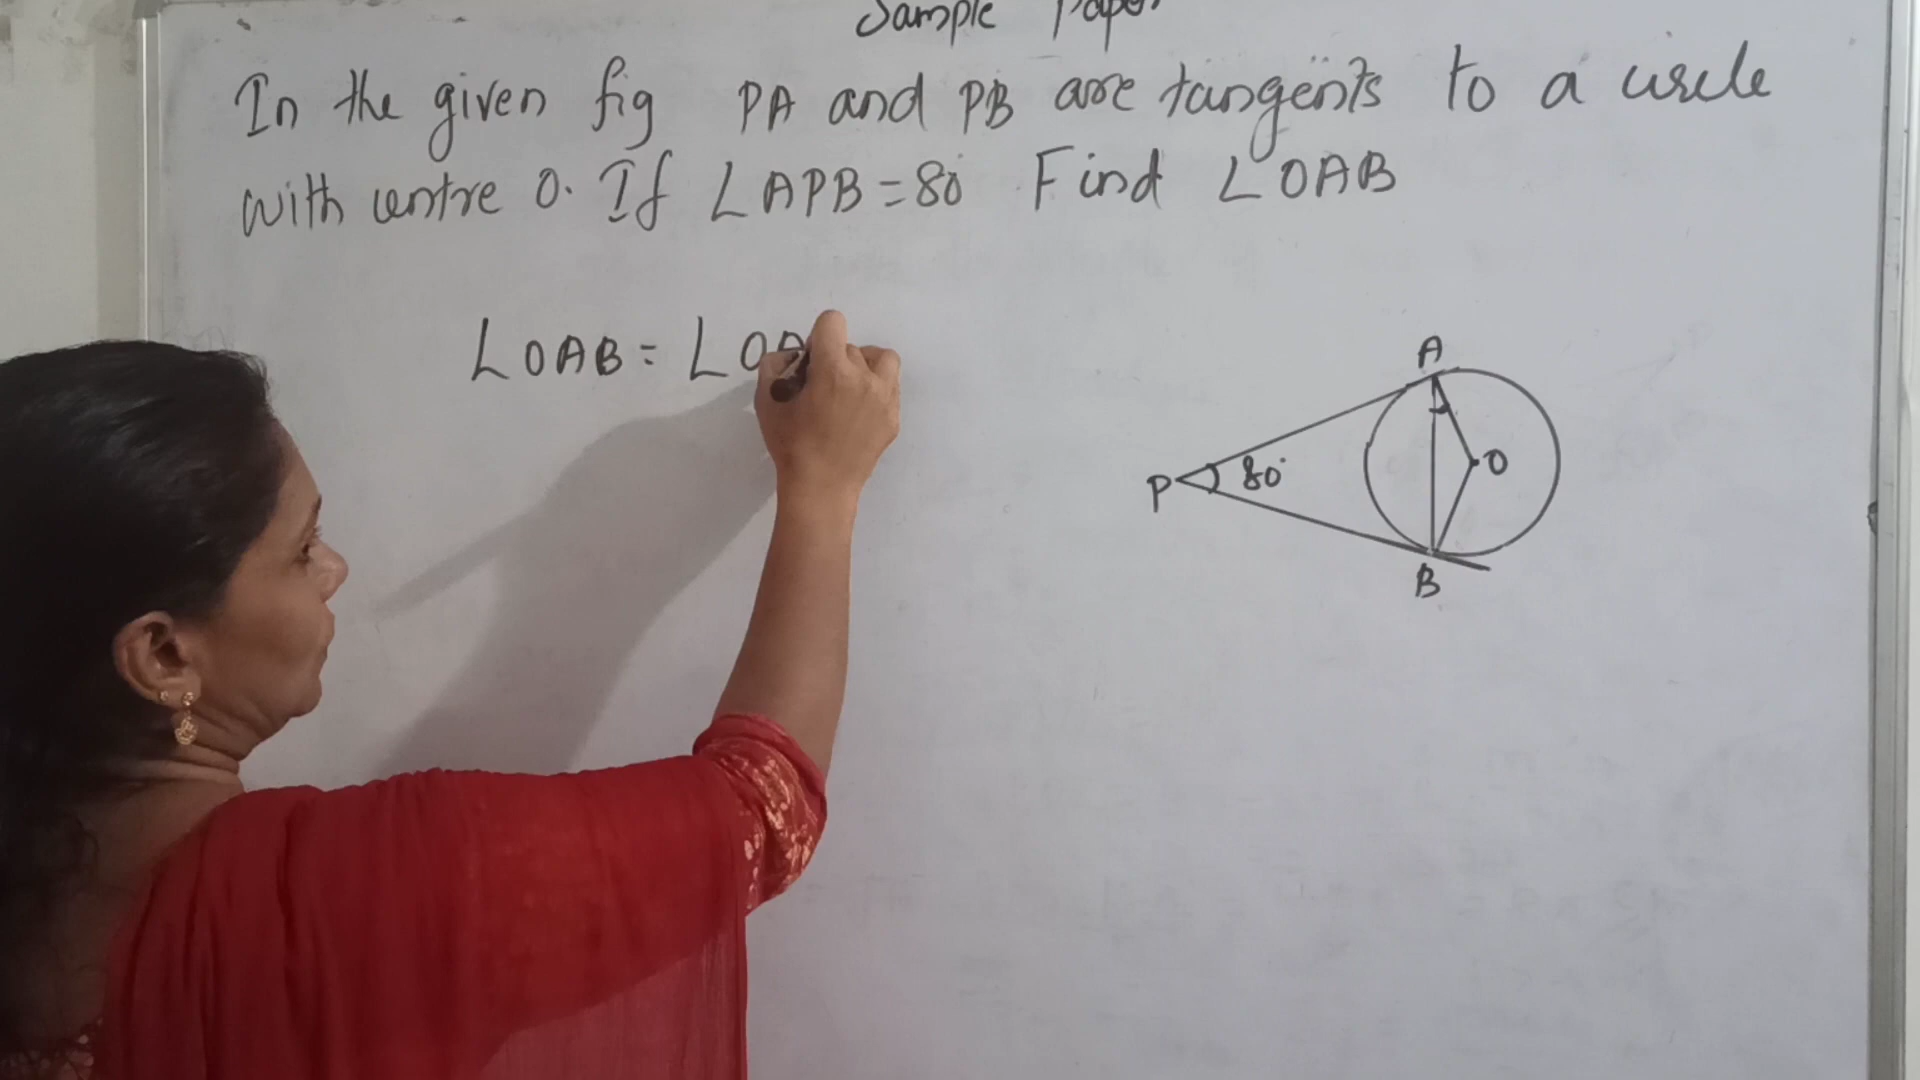 Sample Paper
In the given fig PA and PB are tangents to a circle
with centre O. If ∠APB = 80° Find ∠OAB
∠OAB = ∠OA
A
P 80° O
B